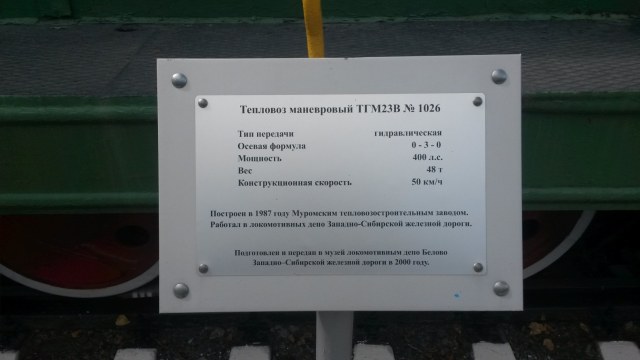 Тепловоз маневровый ТГМ23В № 1026
Тип передачи гидравлическая
Осевая формула 0 - 3 - 0
Мощность 400 л.с.
Вес 48 т
Конструкционная скорость 50 км/ч
Построен в 1987 году Муромским тепловозостроительным заводом.
Работал в локомотивных депо Западно-Сибирской железной дороги.
Подготовлен и передан в музей локомотивным депо Белово
Западно-Сибирской железной дороги в 2000 году.